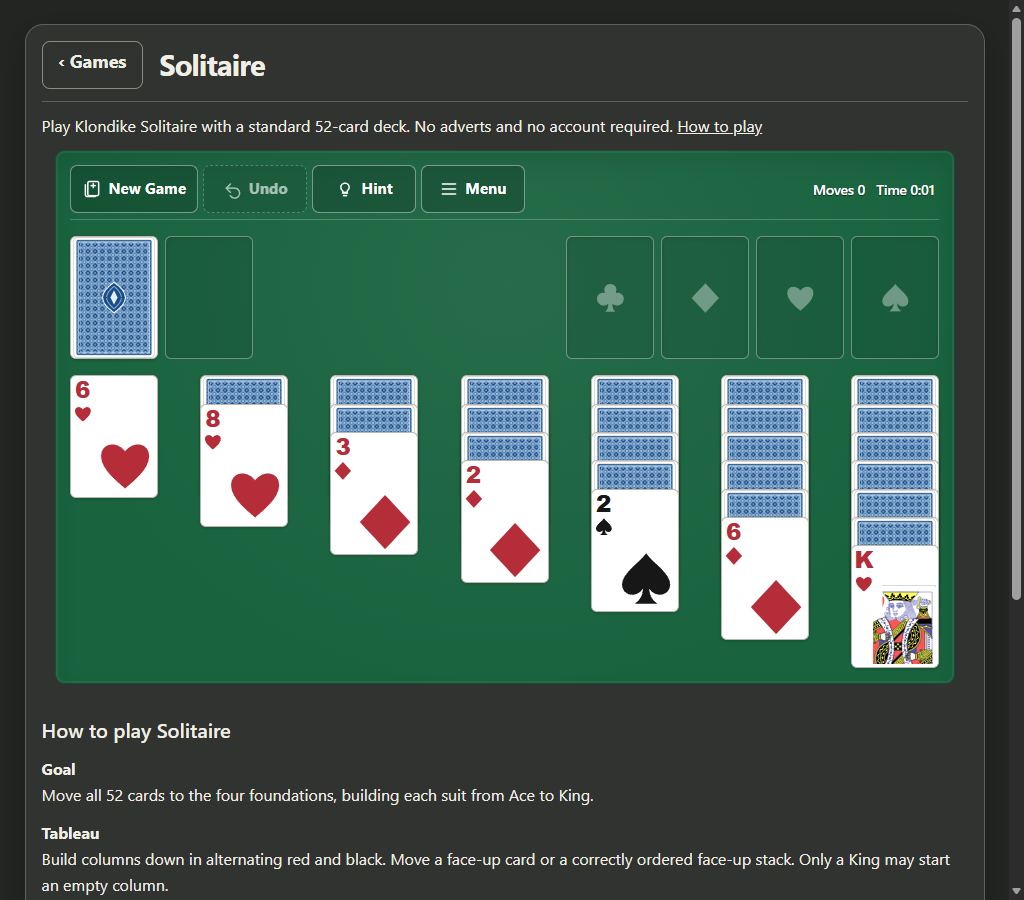 ‹ Games
Solitaire
Play Klondike Solitaire with a standard 52-card deck. No adverts and no account required. How to play
New Game
Undo
Hint
Menu
Moves 0
Time 0:01
6
8
3
2
2
6
K
How to play Solitaire
Goal
Move all 52 cards to the four foundations, building each suit from Ace to King.
Tableau
Build columns down in alternating red and black. Move a face-up card or a correctly ordered face-up stack. Only a King may start
an empty column.